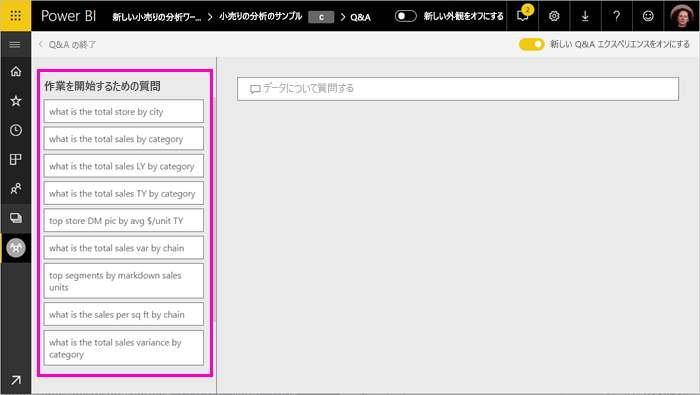 Power BI 新しい小売りの分析ワー... > 小売りの分析のサンプル C > Q&A 新しい外観をオフにする 2
< Q&A の終了 新しい Q&A エクスペリエンスをオンにする
作業を開始するための質問
データについて質問する
what is the total store by city
what is the total sales by category
what is the total sales LY by category
what is the total sales TY by category
top store DM pic by avg $/unit TY
what is the total sales var by chain
top segments by markdown sales
units
what is the sales per sq ft by chain
what is the total sales variance by
category